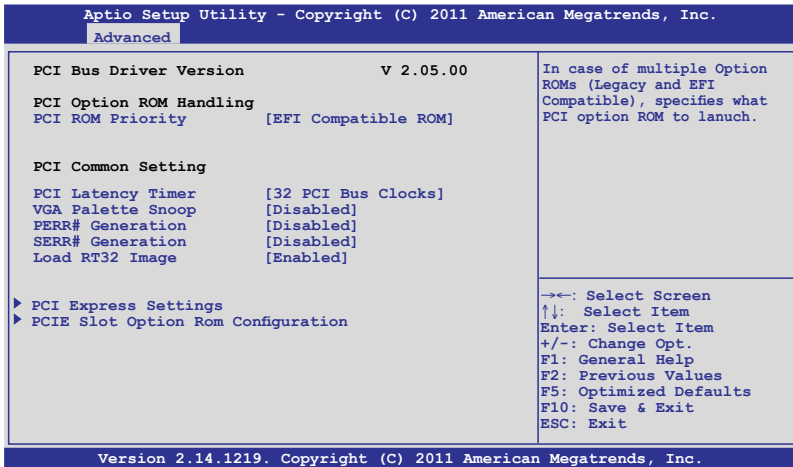 Aptio Setup Utility - Copyright (C) 2011 American Megatrends, Inc.
Advanced
PCI Bus Driver Version V 2.05.00
PCI Option ROM Handling
PCI ROM Priority [EFI Compatible ROM]
PCI Common Setting
PCI Latency Timer [32 PCI Bus Clocks]
VGA Palette Snoop [Disabled]
PERR# Generation [Disabled]
SERR# Generation [Disabled]
Load RT32 Image [Enabled]
PCI Express Settings
PCIE Slot Option Rom Configuration
In case of multiple Option
ROMs (Legacy and EFI
Compatible), specifies what
PCI option ROM to lanuch.
→←: Select Screen
↑↓: Select Item
Enter: Select Item
+/-: Change Opt.
F1: General Help
F2: Previous Values
F5: Optimized Defaults
F10: Save & Exit
ESC: Exit
Version 2.14.1219. Copyright (C) 2011 American Megatrends, Inc.